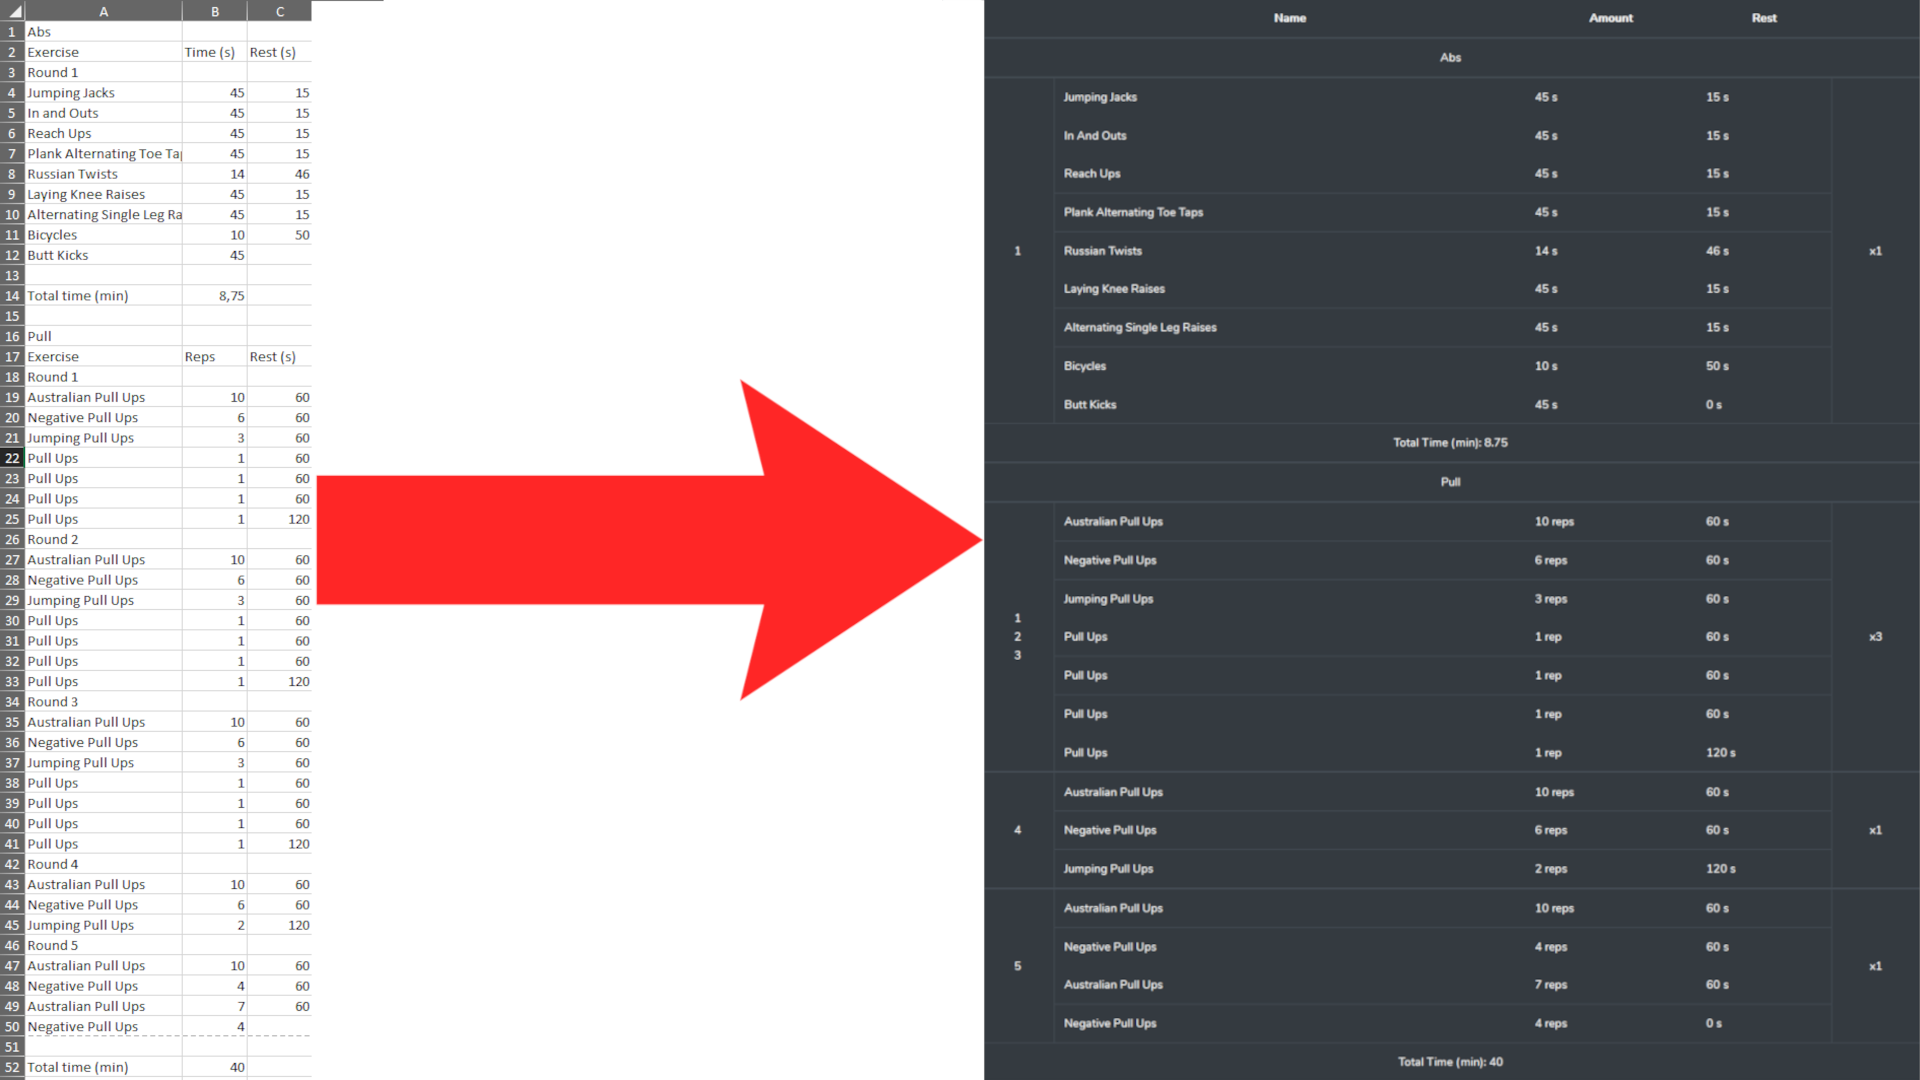 A B C
1 Abs
2 Exercise Time (s) Rest (s)
3 Round 1
4 Jumping Jacks 45 15
5 In and Outs 45 15
6 Reach Ups 45 15
7 Plank Alternating Toe Ta 45 15
8 Russian Twists 14 46
9 Laying Knee Raises 45 15
10 Alternating Single Leg Ra 45 15
11 Bicycles 10 50
12 Butt Kicks 45
13
14 Total time (min) 8,75
15
16 Pull
17 Exercise Reps Rest (s)
18 Round 1
19 Australian Pull Ups 10 60
20 Negative Pull Ups 6 60
21 Jumping Pull Ups 3 60
22 Pull Ups 1 60
23 Pull Ups 1 60
24 Pull Ups 1 60
25 Pull Ups 1 120
26 Round 2
27 Australian Pull Ups 10 60
28 Negative Pull Ups 6 60
29 Jumping Pull Ups 3 60
30 Pull Ups 1 60
31 Pull Ups 1 60
32 Pull Ups 1 60
33 Pull Ups 1 120
34 Round 3
35 Australian Pull Ups 10 60
36 Negative Pull Ups 6 60
37 Jumping Pull Ups 3 60
38 Pull Ups 1 60
39 Pull Ups 1 60
40 Pull Ups 1 60
41 Pull Ups 1 120
42 Round 4
43 Australian Pull Ups 10 60
44 Negative Pull Ups 6 60
45 Jumping Pull Ups 2 120
46 Round 5
47 Australian Pull Ups 10 60
48 Negative Pull Ups 4 60
49 Australian Pull Ups 7 60
50 Negative Pull Ups 4
51
52 Total time (min) 40
Name Amount Rest
Abs
Jumping Jacks 45 s 15 s
In And Outs 45 s 15 s
Reach Ups 45 s 15 s
Plank Alternating Toe Taps 45 s 15 s
1 Russian Twists 14 s 46 s x1
Laying Knee Raises 45 s 15 s
Alternating Single Leg Raises 45 s 15 s
Bicycles 10 s 50 s
Butt Kicks 45 s 0 s
Total Time (min): 8.75
Pull
Australian Pull Ups 10 reps 60 s
Negative Pull Ups 6 reps 60 s
Jumping Pull Ups 3 reps 60 s
1
2 Pull Ups 1 rep 60 s x3
3
Pull Ups 1 rep 60 s
Pull Ups 1 rep 60 s
Pull Ups 1 rep 120 s
Australian Pull Ups 10 reps 60 s
4 Negative Pull Ups 6 reps 60 s x1
Jumping Pull Ups 2 reps 120 s
Australian Pull Ups 10 reps 60 s
Negative Pull Ups 4 reps 60 s
5 x1
Australian Pull Ups 7 reps 60 s
Negative Pull Ups 4 reps 0 s
Total Time (min): 40